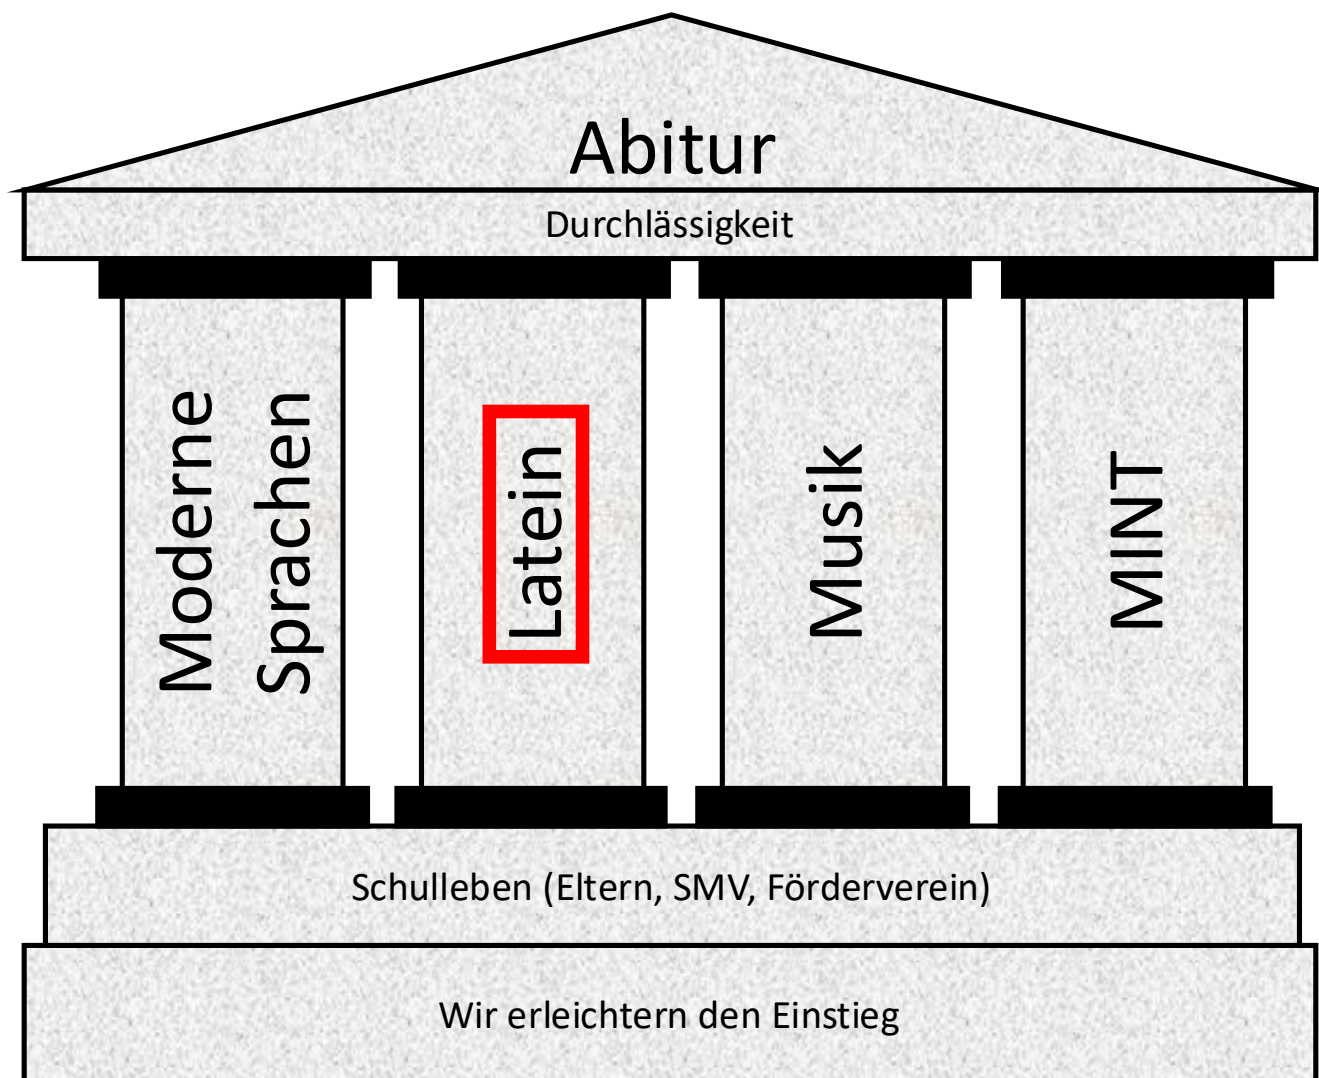 Abitur
Durchlässigkeit
Moderne
Sprachen
Latein
Musik
MINT
Schulleben (Eltern, SMV, Förderverein)
Wir erleichtern den Einstieg